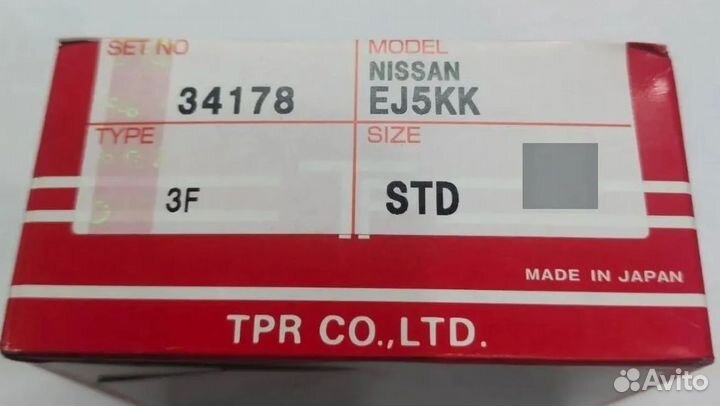 SET NO
MODEL
NISSAN
34178
EJ5KK
TYPE
SIZE
3F
STD
MADE IN JAPAN
TPR CO.,LTD.
Avito